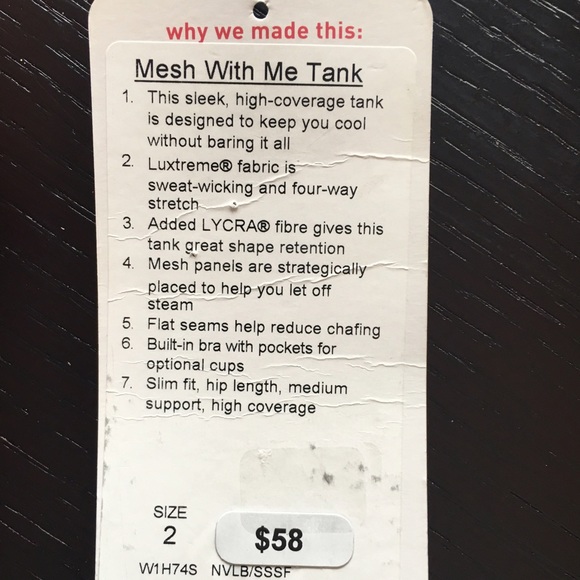 why we made this:
Mesh With Me Tank
1. This sleek, high-coverage tank
is designed to keep you cool
without baring it all
2. Luxtreme® fabric is
sweat-wicking and four-way
stretch
3. Added LYCRA® fibre gives this
tank great shape retention
4. Mesh panels are strategically
placed to help you let off
steam
5. Flat seams help reduce chafing
6. Built-in bra with pockets for
optional cups
7. Slim fit, hip length, medium
support, high coverage
SIZE
2
$58
W1H74S NVLB/SSSF